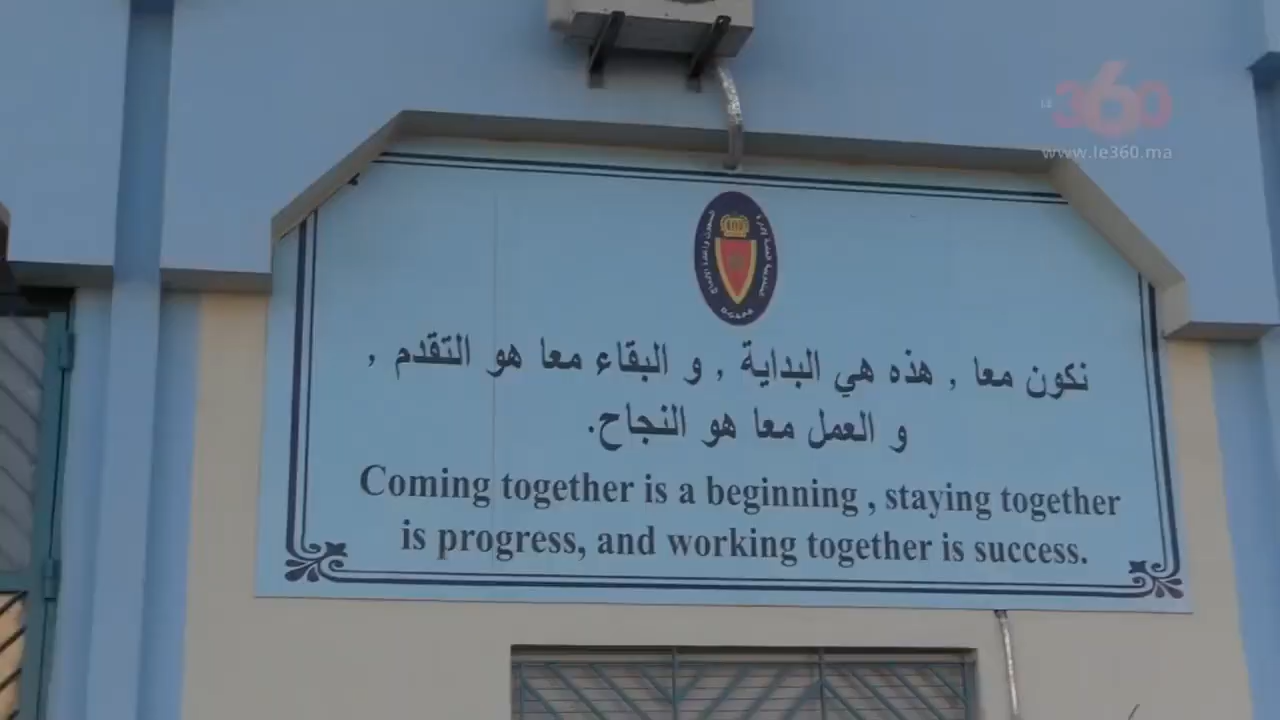 LE 360
www.le360.ma
نكون معا , هذه هي البداية , و البقاء معا هو التقدم ,
و العمل معا هو النجاح.
Coming together is a beginning , staying together
is progress, and working together is success.